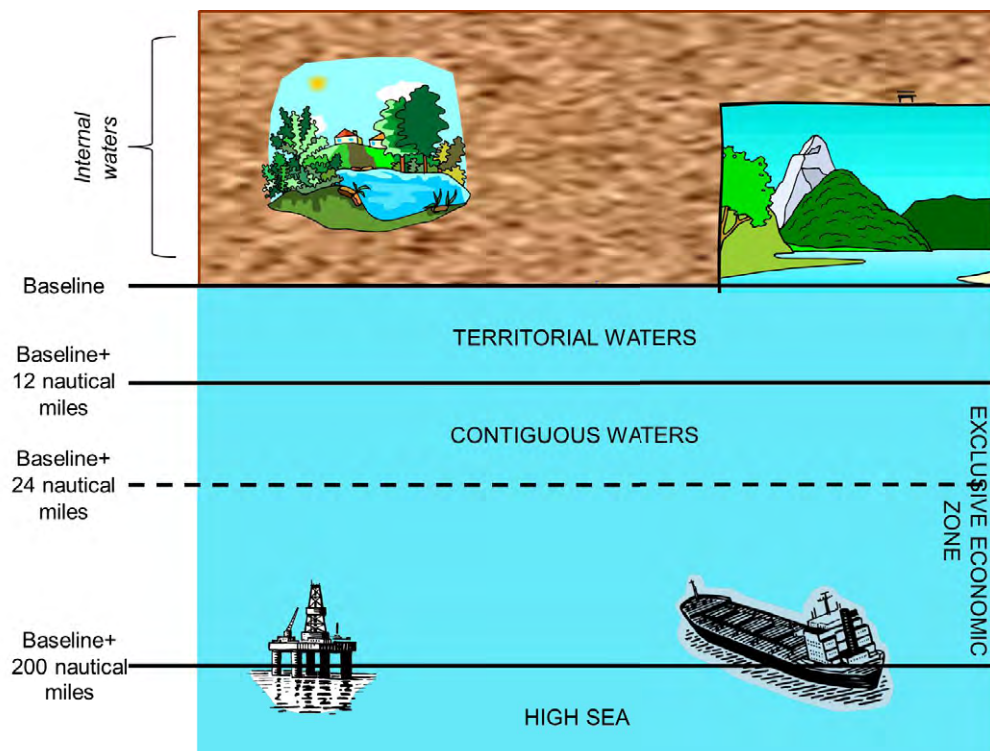 Internal
waters
Baseline
TERRITORIAL WATERS
Baseline+
12 nautical
miles
CONTIGUOUS WATERS
Baseline+
24 nautical
miles
EXCLUSIVE ECONOMIC
ZONE
Baseline+
200 nautical
miles
HIGH SEA